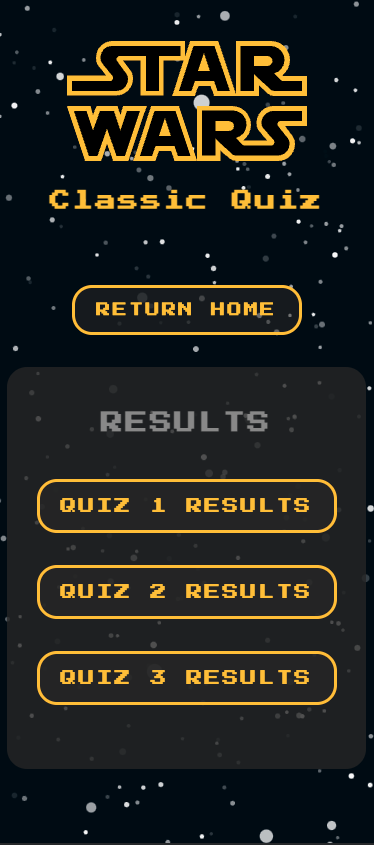 STAR
WARS
Classic Quiz
RETURN HOME
RESULTS
QUIZ 1 RESULTS
QUIZ 2 RESULTS
QUIZ 3 RESULTS